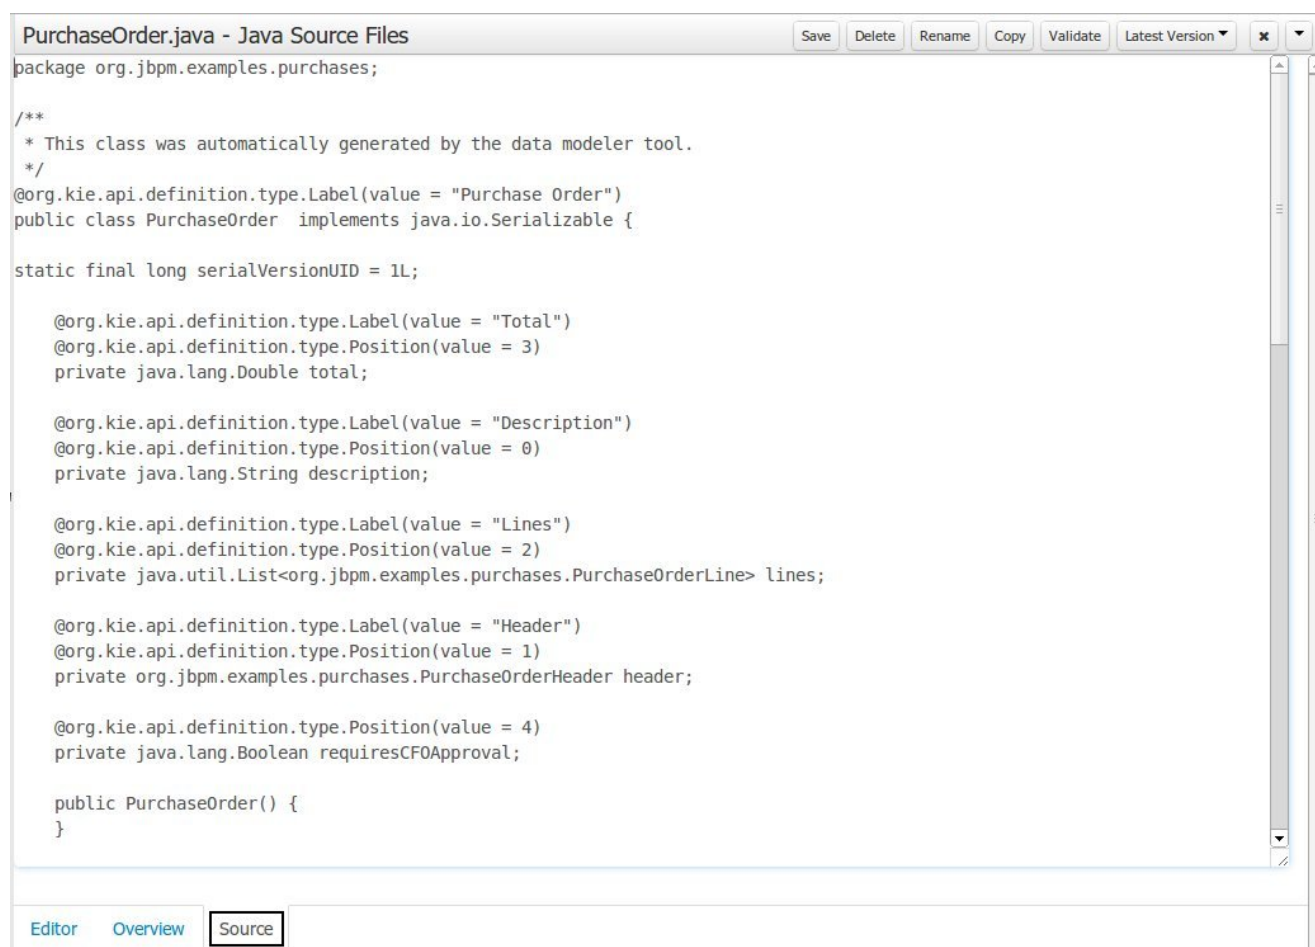 PurchaseOrder.java - Java Source Files
Save Delete Rename Copy Validate Latest Version
package org.jbpm.examples.purchases;
/**
 * This class was automatically generated by the data modeler tool.
 */
@org.kie.api.definition.type.Label(value = "Purchase Order")
public class PurchaseOrder  implements java.io.Serializable {
static final long serialVersionUID = 1L;
    @org.kie.api.definition.type.Label(value = "Total")
    @org.kie.api.definition.type.Position(value = 3)
    private java.lang.Double total;
    @org.kie.api.definition.type.Label(value = "Description")
    @org.kie.api.definition.type.Position(value = 0)
    private java.lang.String description;
    @org.kie.api.definition.type.Label(value = "Lines")
    @org.kie.api.definition.type.Position(value = 2)
    private java.util.List<org.jbpm.examples.purchases.PurchaseOrderLine> lines;
    @org.kie.api.definition.type.Label(value = "Header")
    @org.kie.api.definition.type.Position(value = 1)
    private org.jbpm.examples.purchases.PurchaseOrderHeader header;
    @org.kie.api.definition.type.Position(value = 4)
    private java.lang.Boolean requiresCFOApproval;
    public PurchaseOrder() {
    }
Editor Overview Source